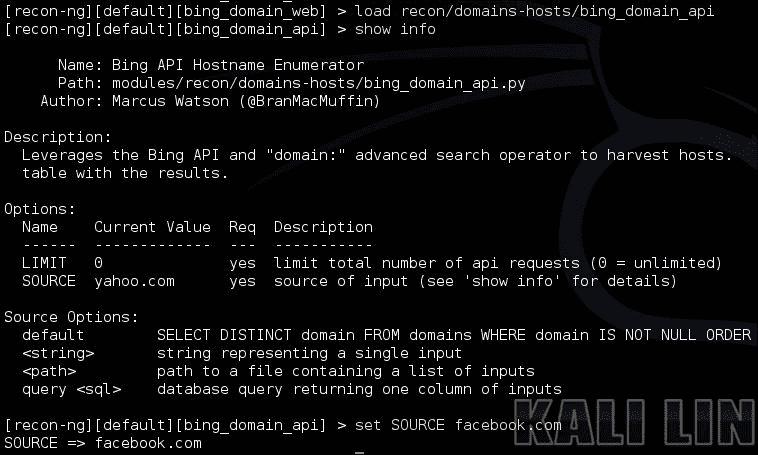 [recon-ng][default][bing_domain_web] > load recon/domains-hosts/bing_domain_api
[recon-ng][default][bing_domain_api] > show info
Name: Bing API Hostname Enumerator
Path: modules/recon/domains-hosts/bing_domain_api.py
Author: Marcus Watson (@BranMacMuffin)
Description:
Leverages the Bing API and "domain:" advanced search operator to harvest hosts.
table with the results.
Options:
Name Current Value Req Description
------ ------------- --- -----------
LIMIT 0 yes limit total number of api requests (0 = unlimited)
SOURCE yahoo.com yes source of input (see 'show info' for details)
Source Options:
default SELECT DISTINCT domain FROM domains WHERE domain IS NOT NULL ORDER
<string> string representing a single input
<path> path to a file containing a list of inputs
query <sql> database query returning one column of inputs
[recon-ng][default][bing_domain_api] > set SOURCE facebook.com
SOURCE => facebook.com
KALI LIN